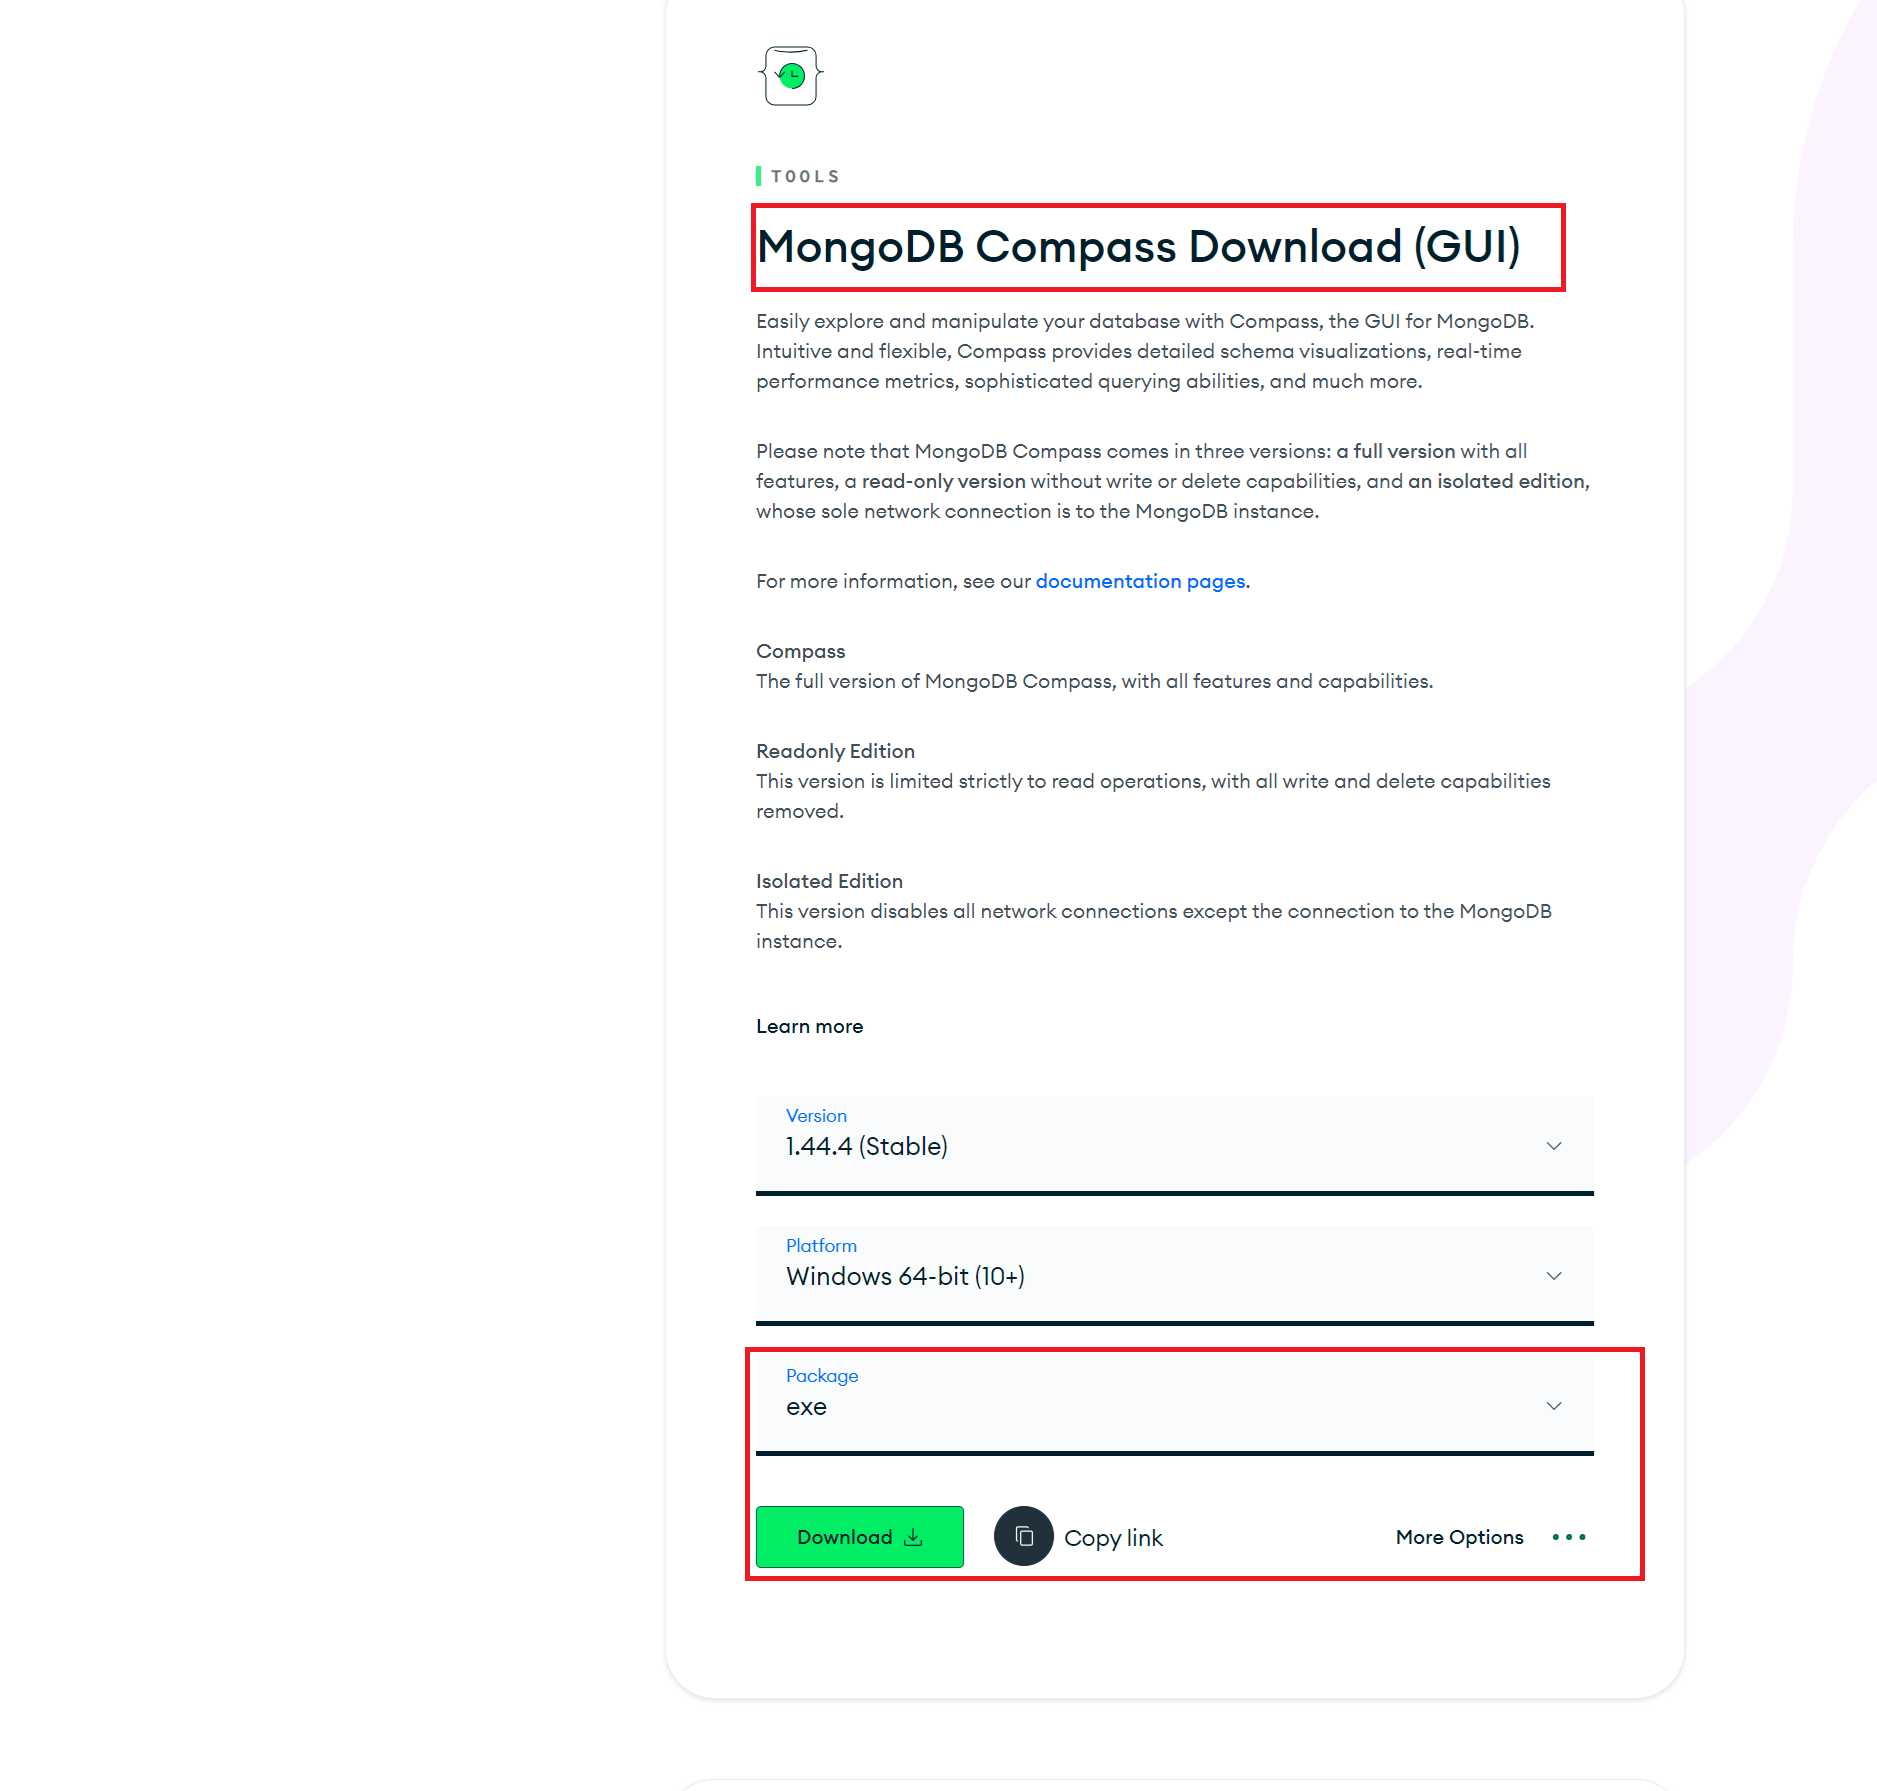 TOOLS
MongoDB Compass Download (GUI)
Easily explore and manipulate your database with Compass, the GUI for MongoDB.
Intuitive and flexible, Compass provides detailed schema visualizations, real-time
performance metrics, sophisticated querying abilities, and much more.
Please note that MongoDB Compass comes in three versions: a full version with all
features, a read-only version without write or delete capabilities, and an isolated edition,
whose sole network connection is to the MongoDB instance.
For more information, see our documentation pages.
Compass
The full version of MongoDB Compass, with all features and capabilities.
Readonly Edition
This version is limited strictly to read operations, with all write and delete capabilities
removed.
Isolated Edition
This version disables all network connections except the connection to the MongoDB
instance.
Learn more
Version
1.44.4 (Stable)
Platform
Windows 64-bit (10+)
Package
exe
Download Copy link More Options